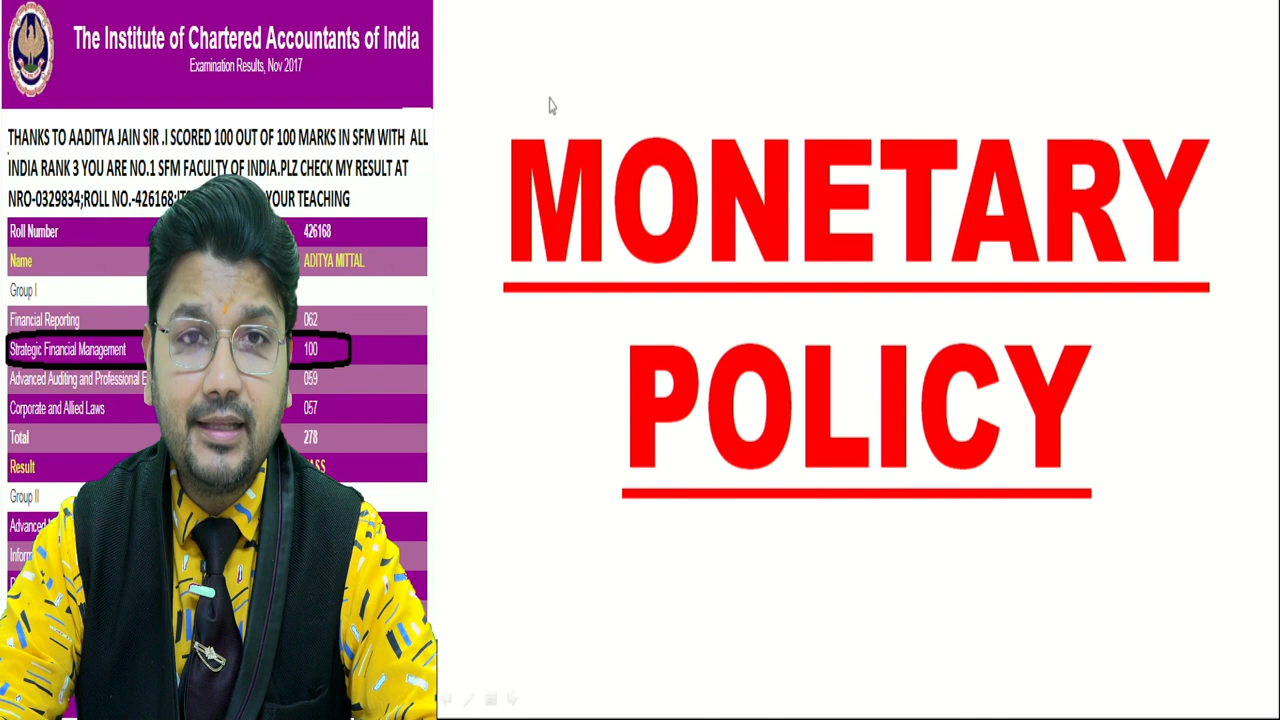 The Institute of Chartered Accountants of India
Examination Results, Nov 2017
THANKS TO AADITYA JAIN SIR .I SCORED 100 OUT OF 100 MARKS IN SFM WITH ALL
INDIA RANK 3 YOU ARE NO.1 SFM FACULTY OF INDIA.PLZ CHECK MY RESULT AT
NRO-0329834;ROLL NO.-426168; YOUR TEACHING
Roll Number 426168
Name ADITYA MITTAL
Group I
Financial Reporting 062
Strategic Financial Management 100
Advanced Auditing and Professional 059
Corporate and Allied Laws 057
Total 278
Result
Group II
MONETARY
POLICY